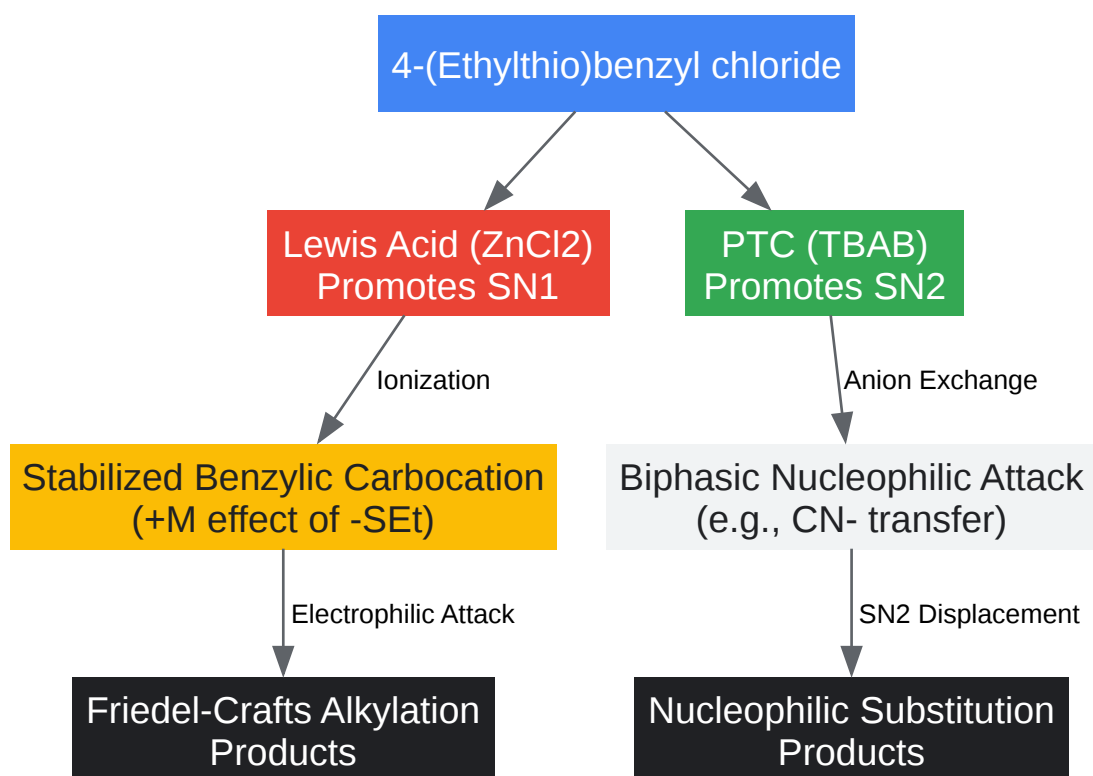 4-(Ethylthio)benzyl chloride
Lewis Acid (ZnCl2)
Promotes SN1
PTC (TBAB)
Promotes SN2
Ionization
Anion Exchange
Stabilized Benzylic Carbocation
(+M effect of -SEt)
Biphasic Nucleophilic Attack
(e.g., CN- transfer)
Electrophilic Attack
SN2 Displacement
Friedel-Crafts Alkylation
Products
Nucleophilic Substitution
Products